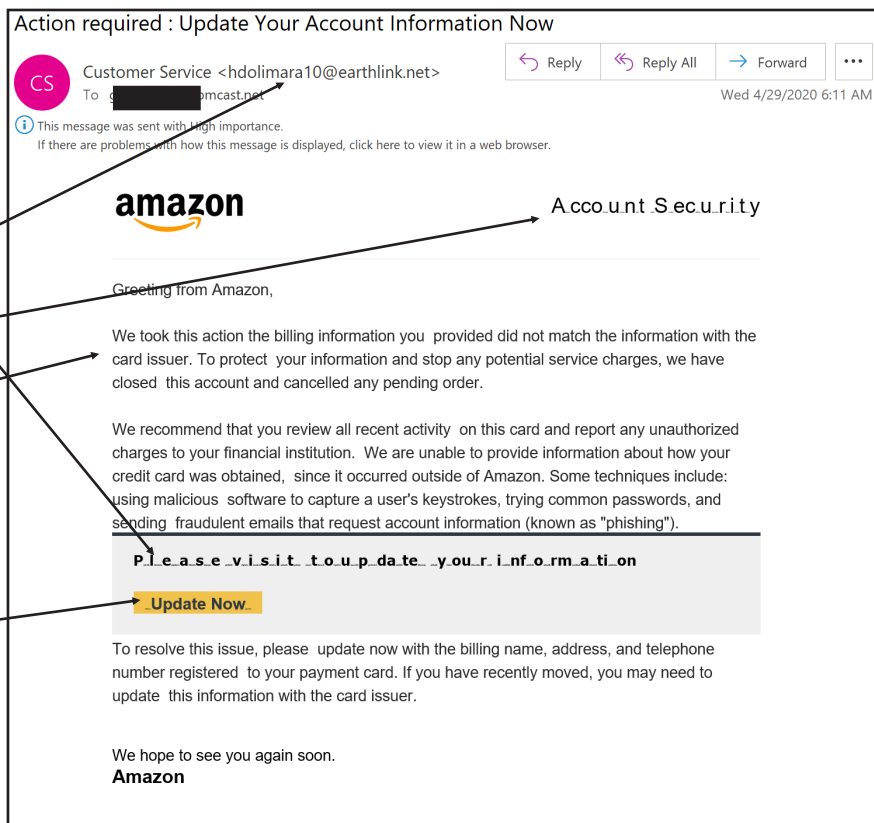 Action required : Update Your Account Information Now
CS
Customer Service <hdolimara10@earthlink.net>
Reply
Reply All
Forward
To omcast.net
Wed 4/29/2020 6:11 AM
This message was sent with High importance.
If there are problems with how this message is displayed, click here to view it in a web browser.
amazon
A_cco_u_nt_S_ec_u_r_i_t_y
Greeting from Amazon,
We took this action the billing information you provided did not match the information with the
card issuer. To protect your information and stop any potential service charges, we have
closed this account and cancelled any pending order.
We recommend that you review all recent activity on this card and report any unauthorized
charges to your financial institution. We are unable to provide information about how your
credit card was obtained, since it occurred outside of Amazon. Some techniques include:
using malicious software to capture a user's keystrokes, trying common passwords, and
sending fraudulent emails that request account information (known as "phishing").
P_l_e_a_s_e_v_i_s_i_t_ _t_o_u_p_da_te_ _y_ou_r_ i_nf_o_rm_a_ti_on
_Update Now_
To resolve this issue, please update now with the billing name, address, and telephone
number registered to your payment card. If you have recently moved, you may need to
update this information with the card issuer.
We hope to see you again soon.
Amazon